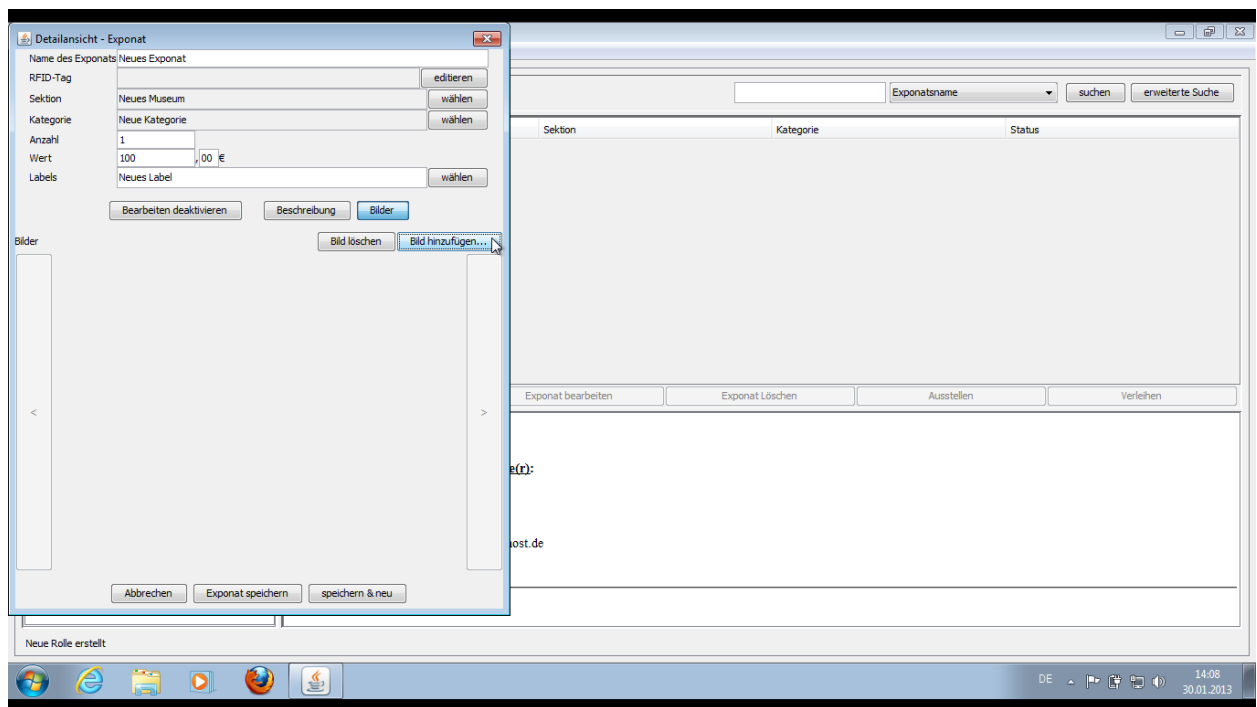 Detailansicht - Exponat
Name des Exponats Neues Exponat
RFID-Tag editieren
Sektion Neues Museum wählen
Kategorie Neue Kategorie wählen
Anzahl 1
Wert 100 , 00 €
Labels Neues Label wählen
Bearbeiten deaktivieren Beschreibung Bilder
Bilder Bild löschen Bild hinzufügen...
< >
Abbrechen Exponat speichern speichern & neu
Exponatsname suchen erweiterte Suche
Sektion Kategorie Status
Exponat bearbeiten Exponat Löschen Ausstellen Verleihen
e(r):
ost.de
Neue Rolle erstellt
DE 14:08
30.01.2013